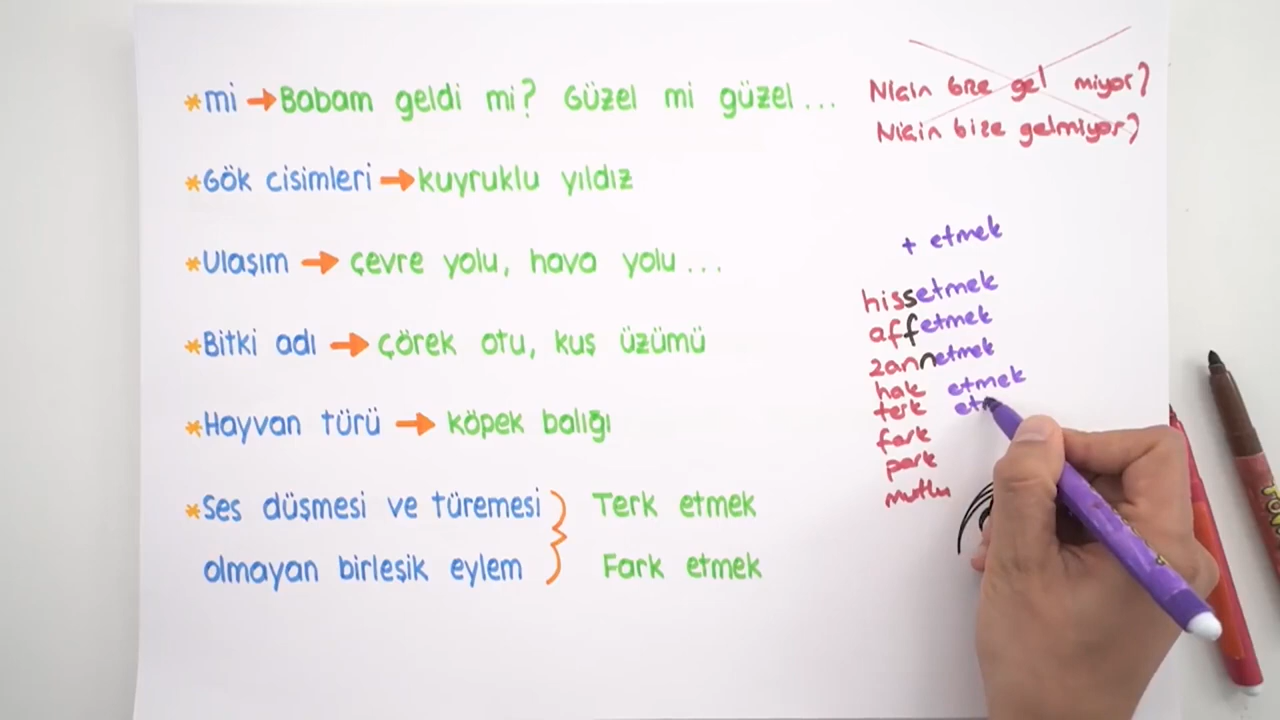 *mi → Babam geldi mi? Güzel mi güzel...
*Gök cisimleri → kuyruklu yıldız
*Ulaşım → çevre yolu, hava yolu...
*Bitki adı → çörek otu, kuş üzümü
*Hayvan türü → köpek balığı
*Ses düşmesi ve türemesi } Terk etmek
olmayan birleşik eylem } Fark etmek
Niçin bize gel miyor?
Niçin bize gelmiyor?
+ etmek
hissetmek
affetmek
zannetmek
hak etmek
terk etm
fark
park
mutlu